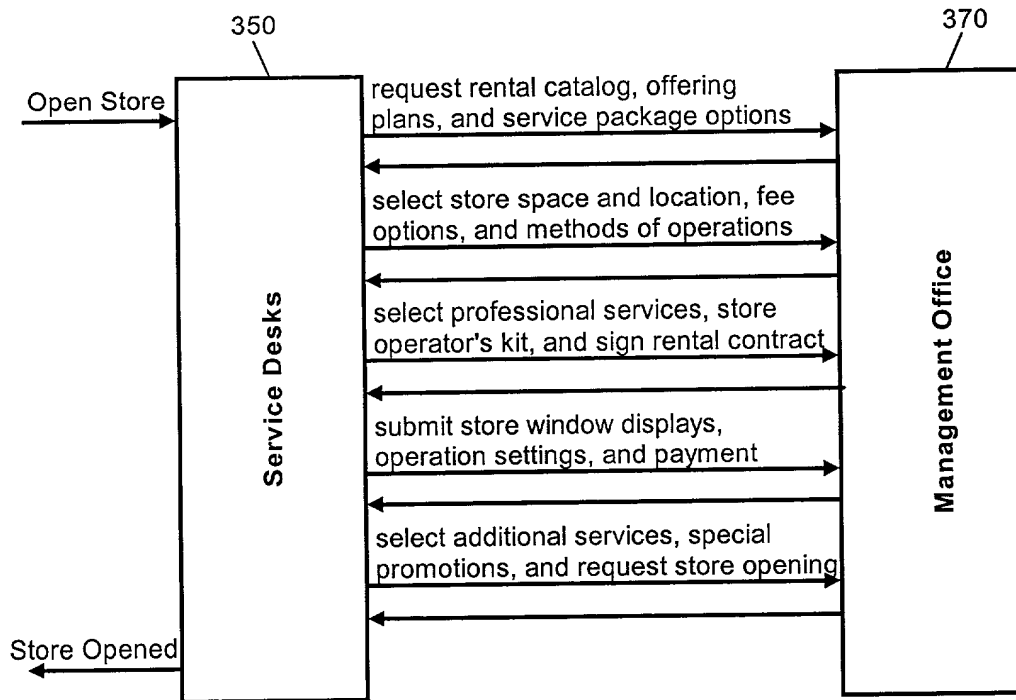 350
370
Open Store
request rental catalog, offering
plans, and service package options
select store space and location, fee
options, and methods of operations
select professional services, store
operator's kit, and sign rental contract
submit store window displays,
operation settings, and payment
select additional services, special
promotions, and request store opening
Service Desks
Management Office
Store Opened